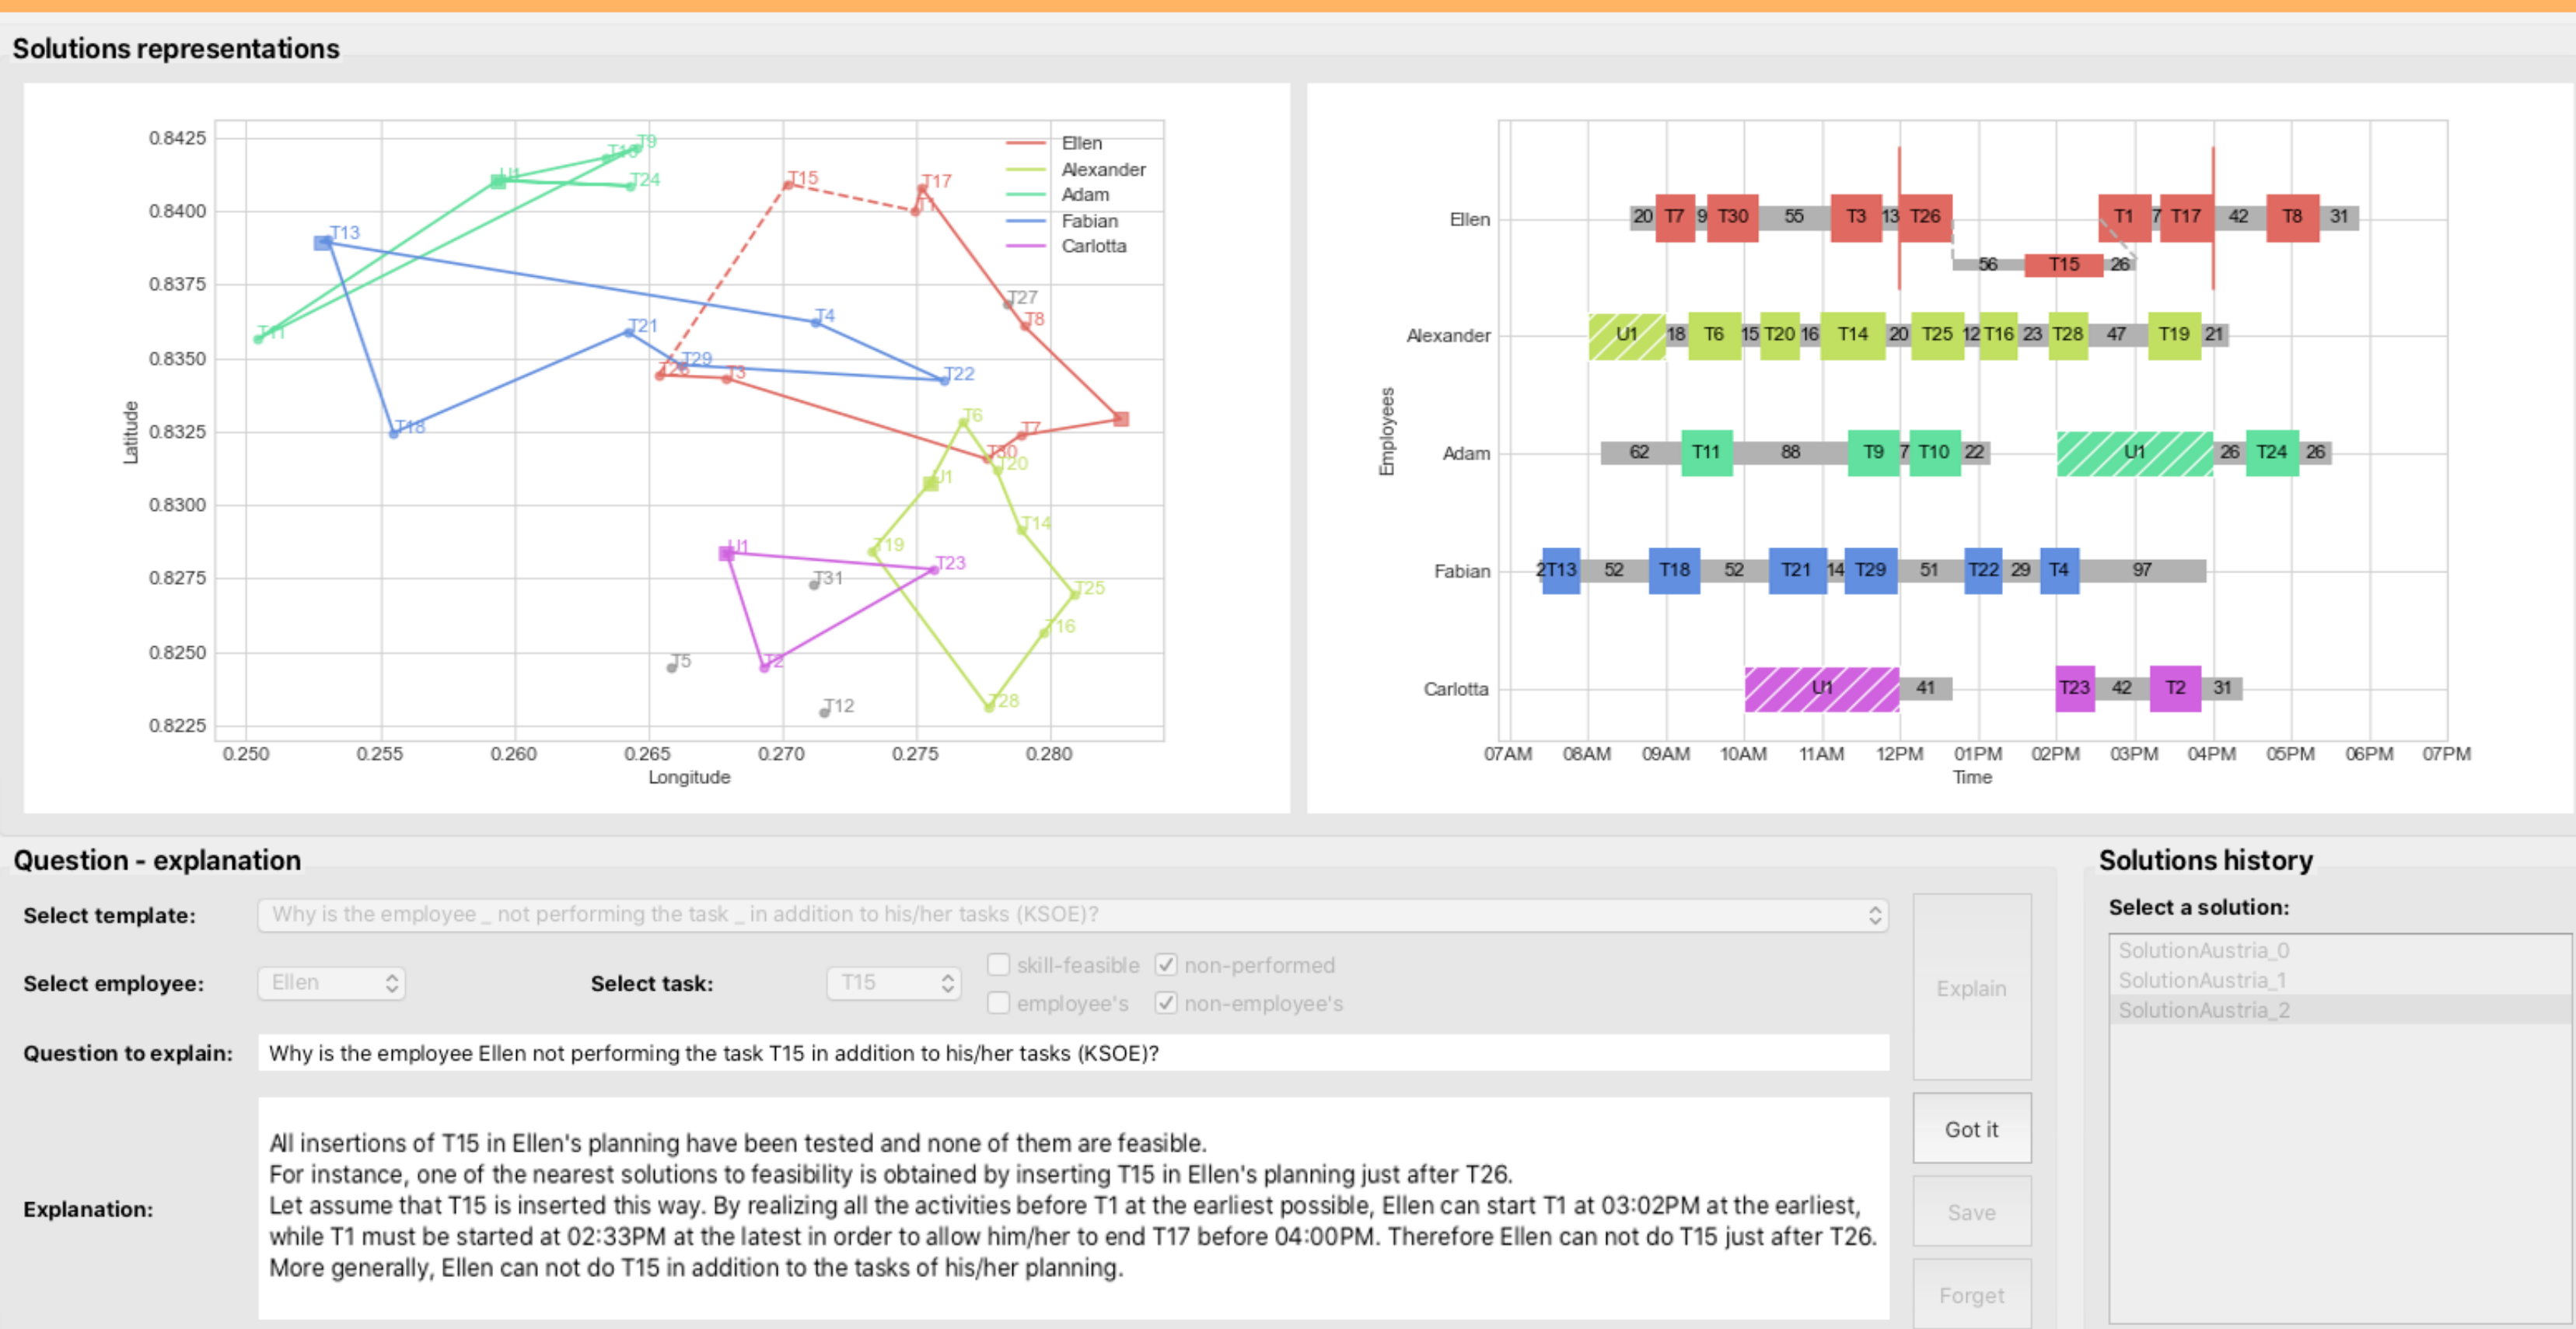 Solutions representations
0.8425
0.8400
0.8375
0.8350
0.8325
0.8300
0.8275
0.8250
0.8225
Latitude
0.250 0.255 0.260 0.265 0.270 0.275 0.280
Longitude
Ellen
Alexander
Adam
Fabian
Carlotta
T9
U1
T24
T15
T17
T13
T27
T8
T4
T21
T29
T3
T22
T18
T6
T7
T30
T20
U1
T14
T19
U1
T23
T31
T25
T16
T5
T2
T28
T12
Employees
Ellen 20 T7 9 T30 55 T3 13 T26 T1 7 T17 42 T8 31
56 T15 26
Alexander U1 18 T6 15 T20 16 T14 20 T25 12 T16 23 T28 47 T19 21
Adam 62 T11 88 T9 7 T10 22 U1 26 T24 26
Fabian 2 T13 52 T18 52 T21 14 T29 51 T22 29 T4 97
Carlotta U1 41 T23 42 T2 31
07AM 08AM 09AM 10AM 11AM 12PM 01PM 02PM 03PM 04PM 05PM 06PM 07PM
Time
Question - explanation
Select template: Why is the employee _ not performing the task _ in addition to his/her tasks (KSOE)?
Select employee: Ellen Select task: T15 skill-feasible non-performed
employee's non-employee's
Question to explain: Why is the employee Ellen not performing the task T15 in addition to his/her tasks (KSOE)?
Explanation:
All insertions of T15 in Ellen's planning have been tested and none of them are feasible.
For instance, one of the nearest solutions to feasibility is obtained by inserting T15 in Ellen's planning just after T26.
Let assume that T15 is inserted this way. By realizing all the activities before T1 at the earliest possible, Ellen can start T1 at 03:02PM at the earliest,
while T1 must be started at 02:33PM at the latest in order to allow him/her to end T17 before 04:00PM. Therefore Ellen can not do T15 just after T26.
More generally, Ellen can not do T15 in addition to the tasks of his/her planning.
Explain
Got it
Save
Forget
Solutions history
Select a solution:
SolutionAustria_0
SolutionAustria_1
SolutionAustria_2